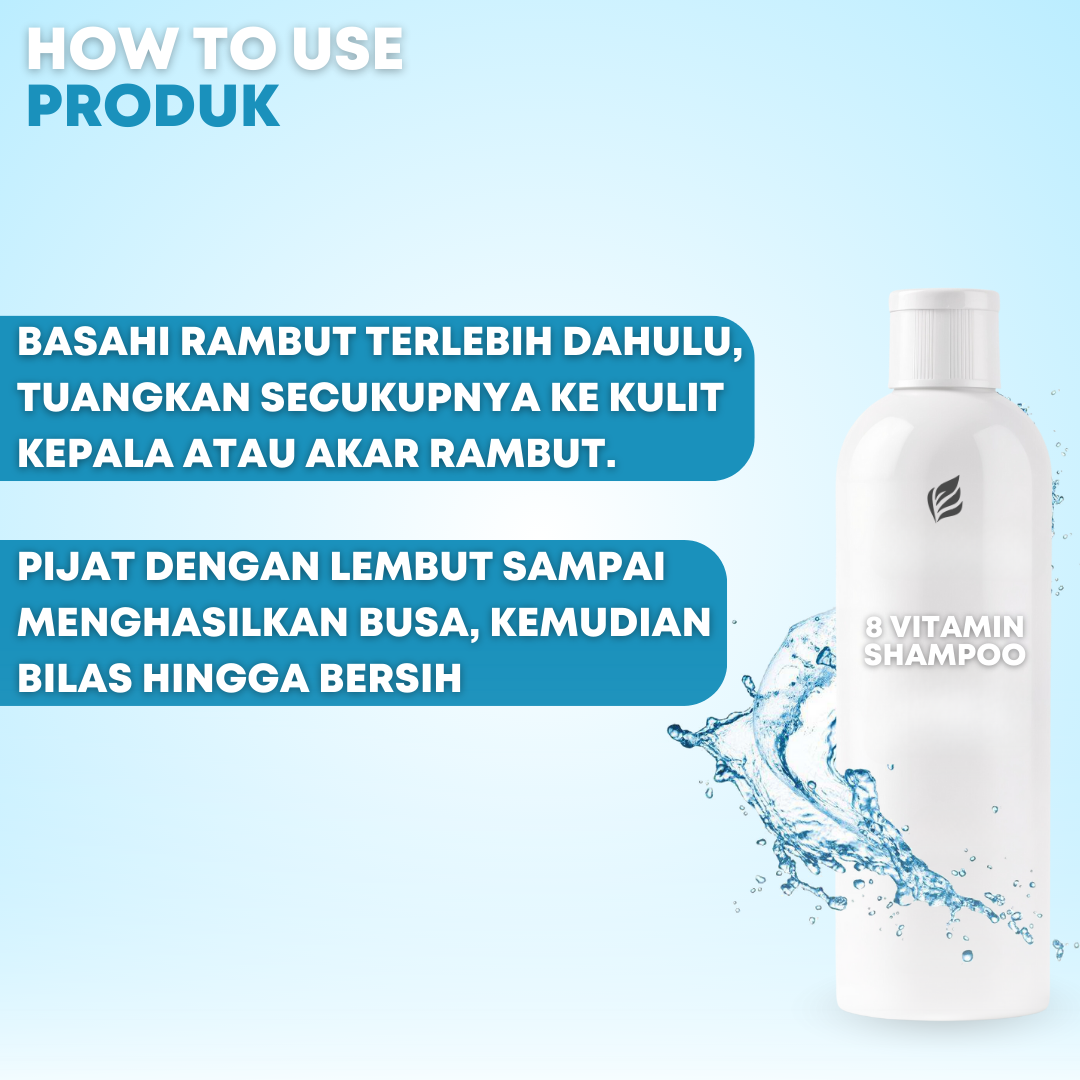 HOW TO USE
PRODUK
BASAHI RAMBUT TERLEBIH DAHULU,
TUANGKAN SECUKUPNYA KE KULIT
KEPALA ATAU AKAR RAMBUT.
PIJAT DENGAN LEMBUT SAMPAI
MENGHASILKAN BUSA, KEMUDIAN
BILAS HINGGA BERSIH
8 VITAMIN
SHAMPOO